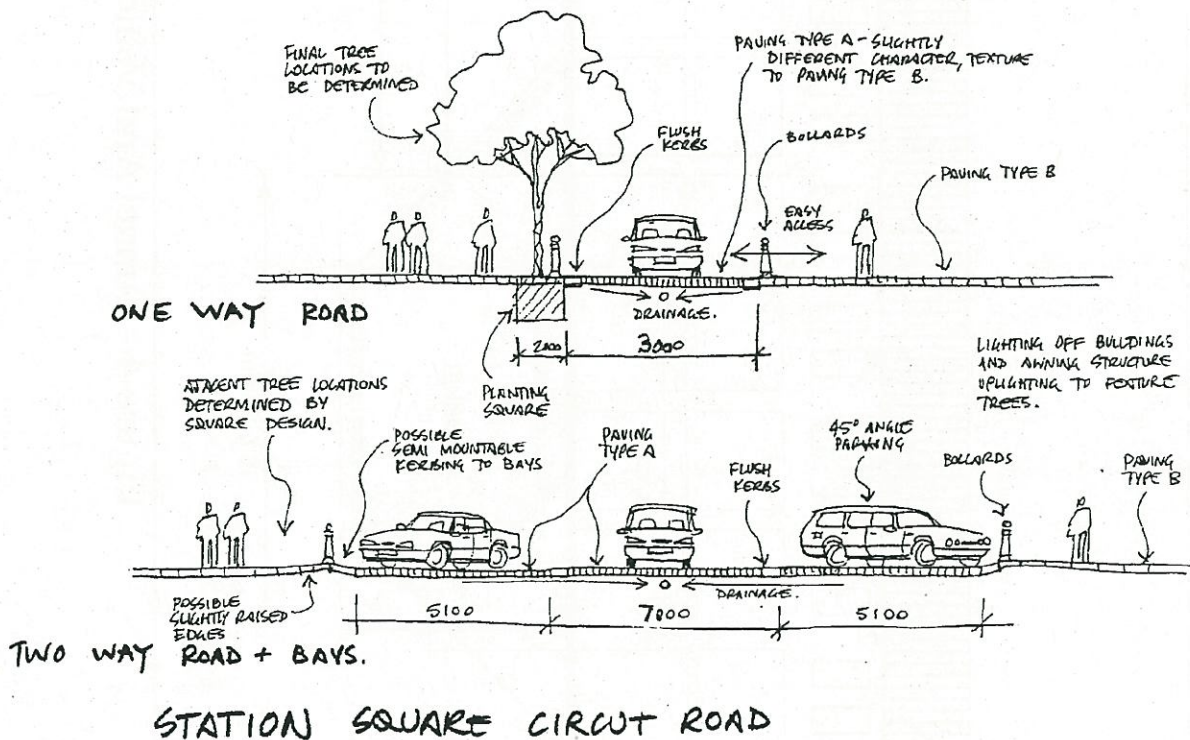 FINAL TREE
LOCATIONS TO
BE DETERMINED
PAVING TYPE A - SLIGHTLY
DIFFERENT CHARACTER, TEXTURE
TO PAVING TYPE B.
FLUSH
KERBS
BOLLARDS
PAVING TYPE B
EASY
ACCESS
ONE WAY ROAD
DRAINAGE.
3000
PLANTING
SQUARE
LIGHTING OFF BUILDINGS
AND AWNING STRUCTURE
UPLIGHTING TO FEATURE
TREES.
ADJACENT TREE LOCATIONS
DETERMINED BY
SQUARE DESIGN.
POSSIBLE
SEMI MOUNTABLE
KERBING TO BAYS
PAVING
TYPE A
FLUSH
KERBS
45° ANGLE
PARKING
BOLLARDS
PAVING
TYPE B
POSSIBLE
SLIGHTLY RAISED
EDGES
DRAINAGE.
5100
7000
5100
TWO WAY ROAD + BAYS.
STATION SQUARE CIRCUT ROAD